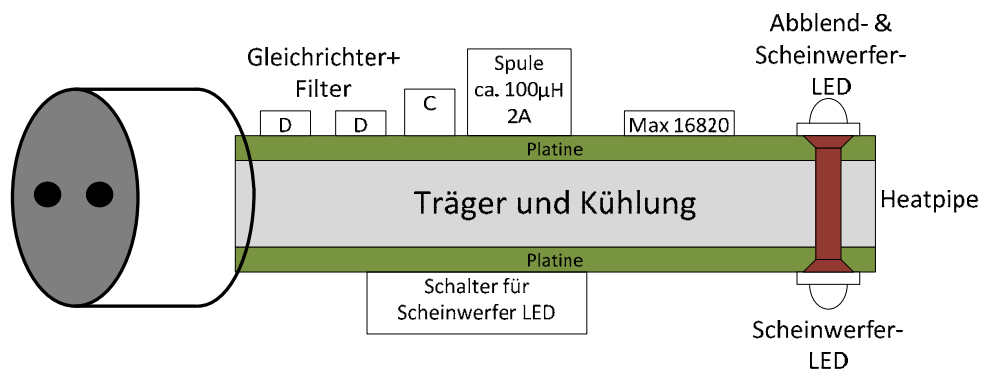 Abblend- &
Scheinwerfer-
LED
Gleichrichter+
Filter
Spule
ca. 100µH
2A
C
D
D
Max 16820
Platine
Träger und Kühlung
Heatpipe
Platine
Schalter für
Scheinwerfer LED
Scheinwerfer-
LED